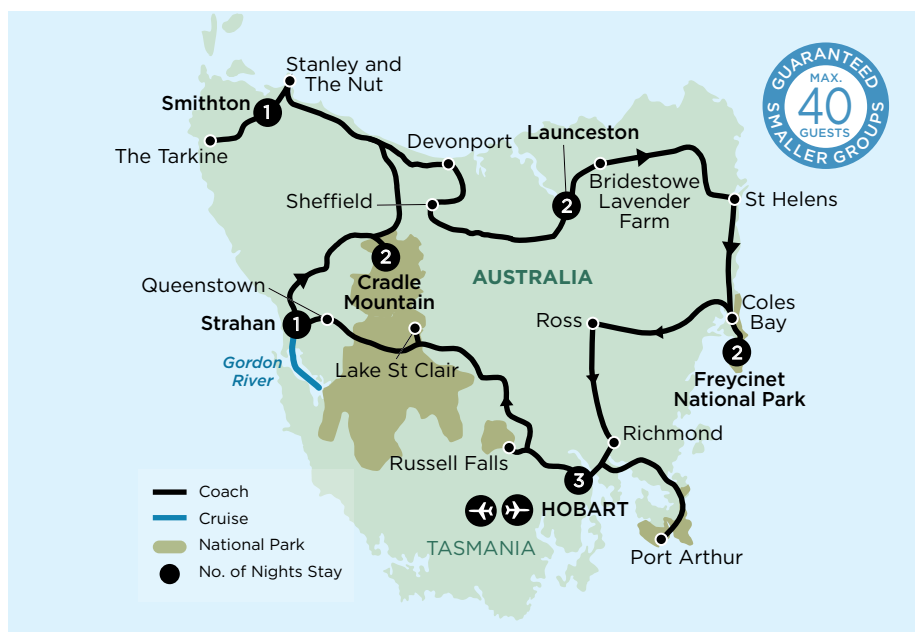 GUARANTEED
MAX.
40
GUESTS
SMALLER GROUPS
Stanley and
The Nut
Smithton
1
The Tarkine
Devonport
Launceston
2
Bridestowe
Lavender
Farm
Sheffield
St Helens
2
Cradle
Mountain
AUSTRALIA
Queenstown
Strahan
1
Gordon
River
Lake St Clair
Ross
Coles
Bay
2
Freycinet
National Park
Richmond
Russell Falls
3
HOBART
TASMANIA
Port Arthur
Coach
Cruise
National Park
No. of Nights Stay